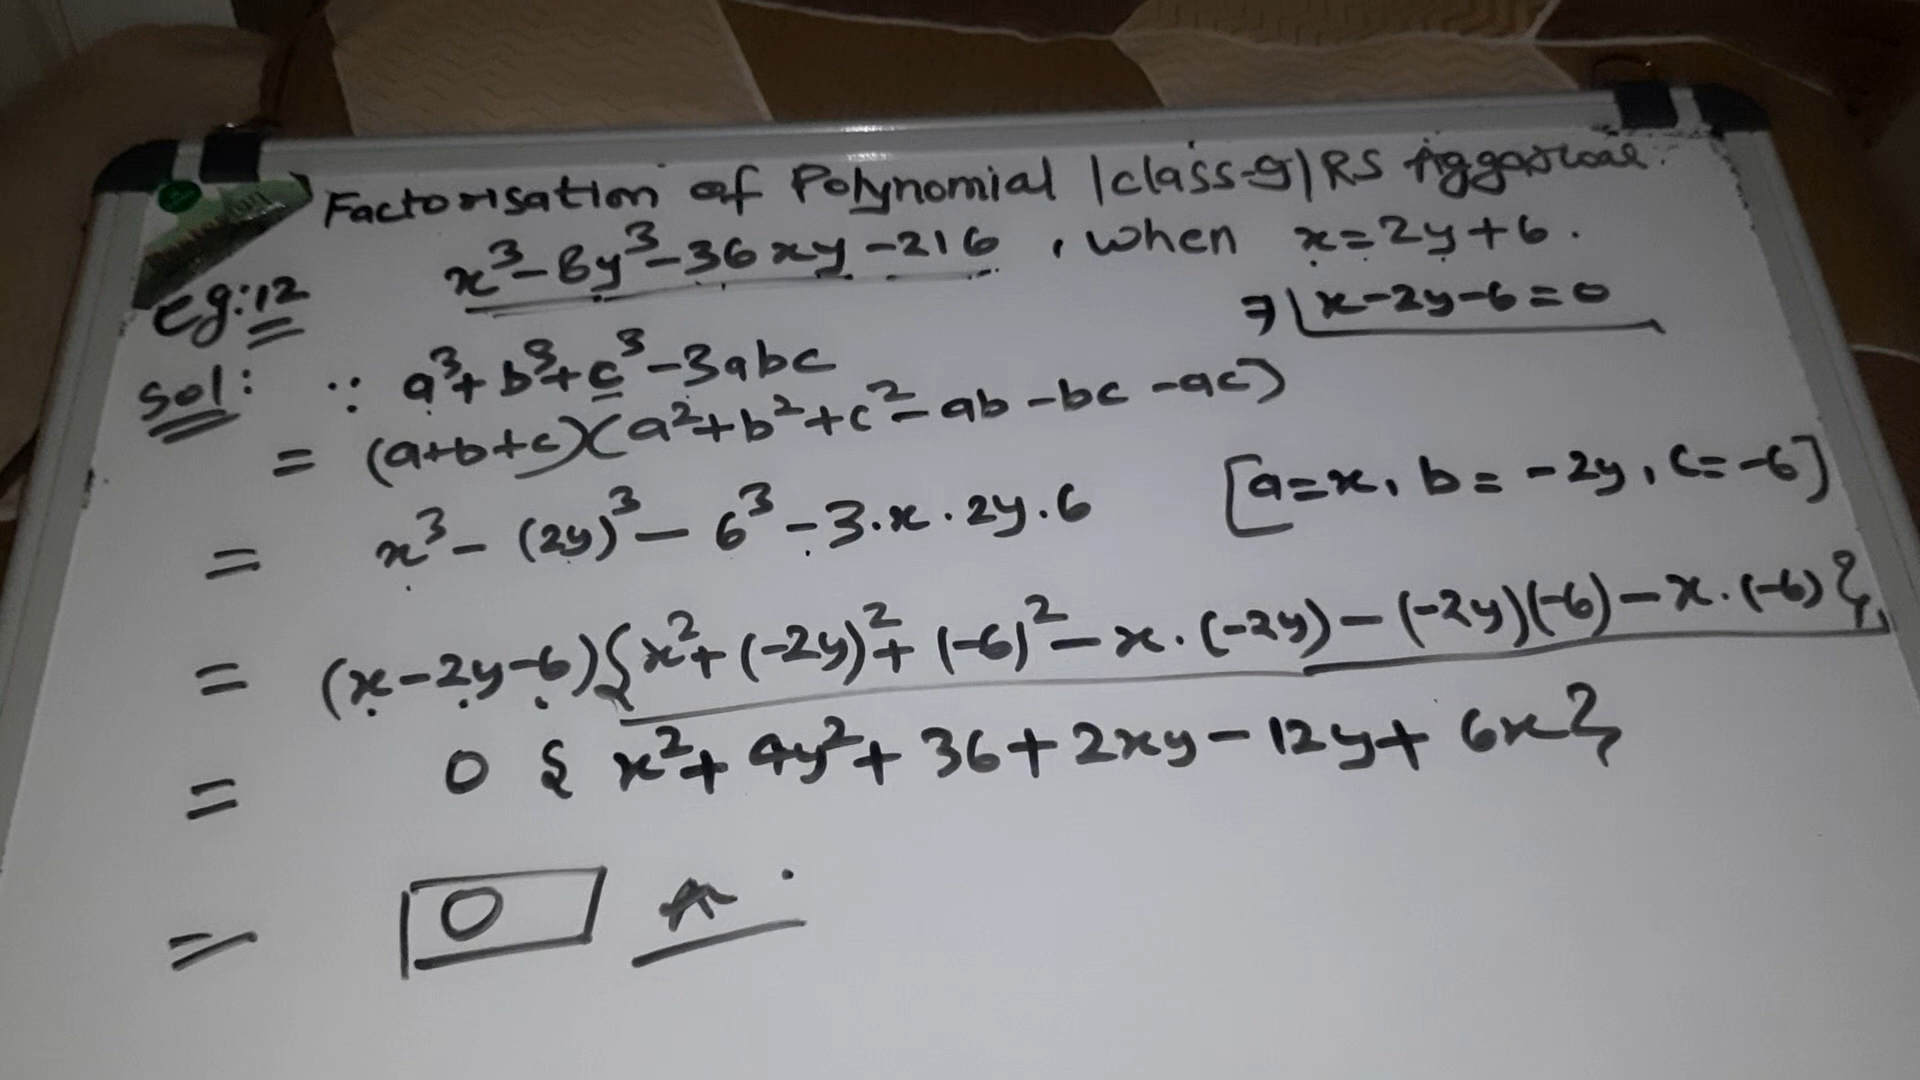 Factorisation of Polynomial |class-9| RS Aggarwal.
Eg:12 x³-8y³-36xy-216, when x=2y+6.
⇒ x-2y-6=0
Sol: ∵ a³+b³+c³-3abc
= (a+b+c)(a²+b²+c²-ab-bc-ac)
= x³-(2y)³-6³-3.x.2y.6 [a=x, b=-2y, c=-6]
= (x-2y-6){x²+(-2y)²+(-6)²-x.(-2y)-(-2y)(-6)-x.(-6)}
= 0 {x²+4y²+36+2xy-12y+6x}
= 0